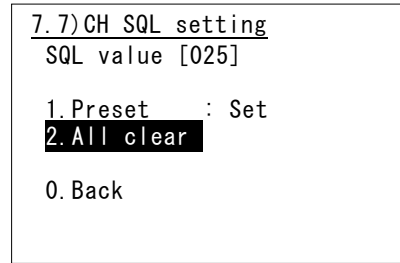 7.7)CH SQL setting
SQL value [025]
1.Preset : Set
2.All clear
0.Back